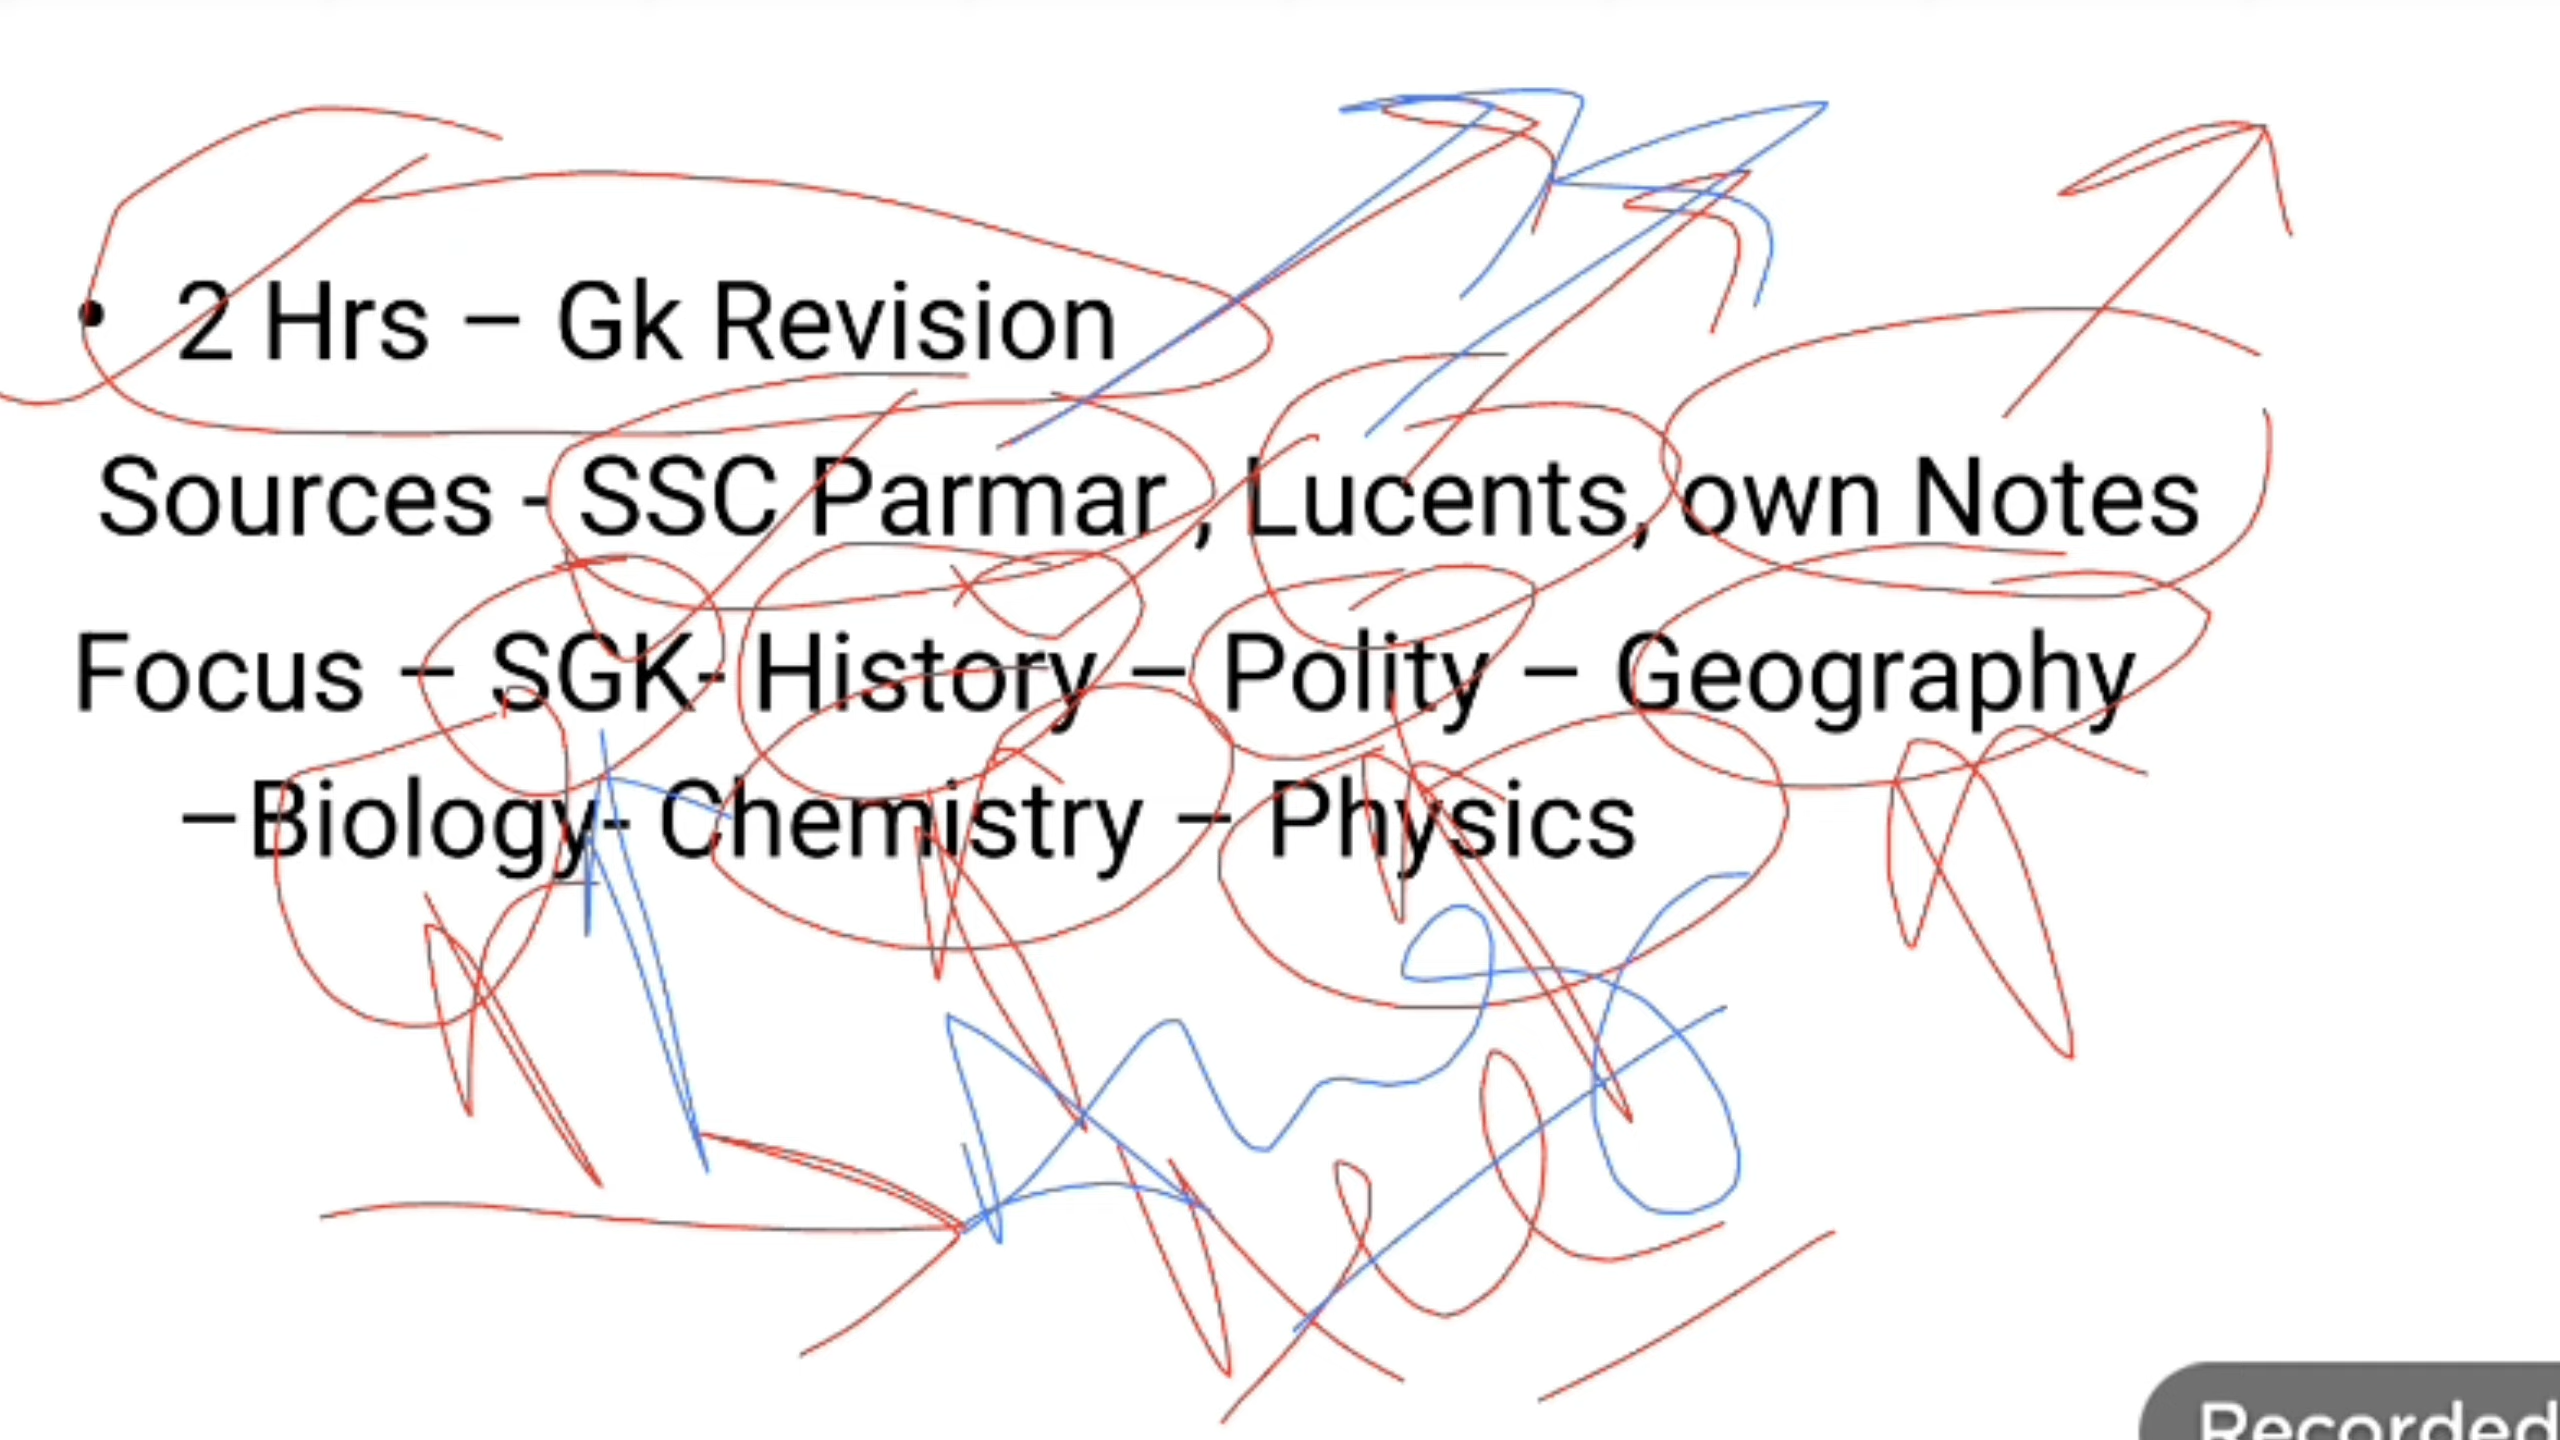 • 2 Hrs – Gk Revision
Sources - SSC Parmar , Lucents, own Notes
Focus – SGK- History – Polity – Geography
–Biology- Chemistry – Physics
Recorded